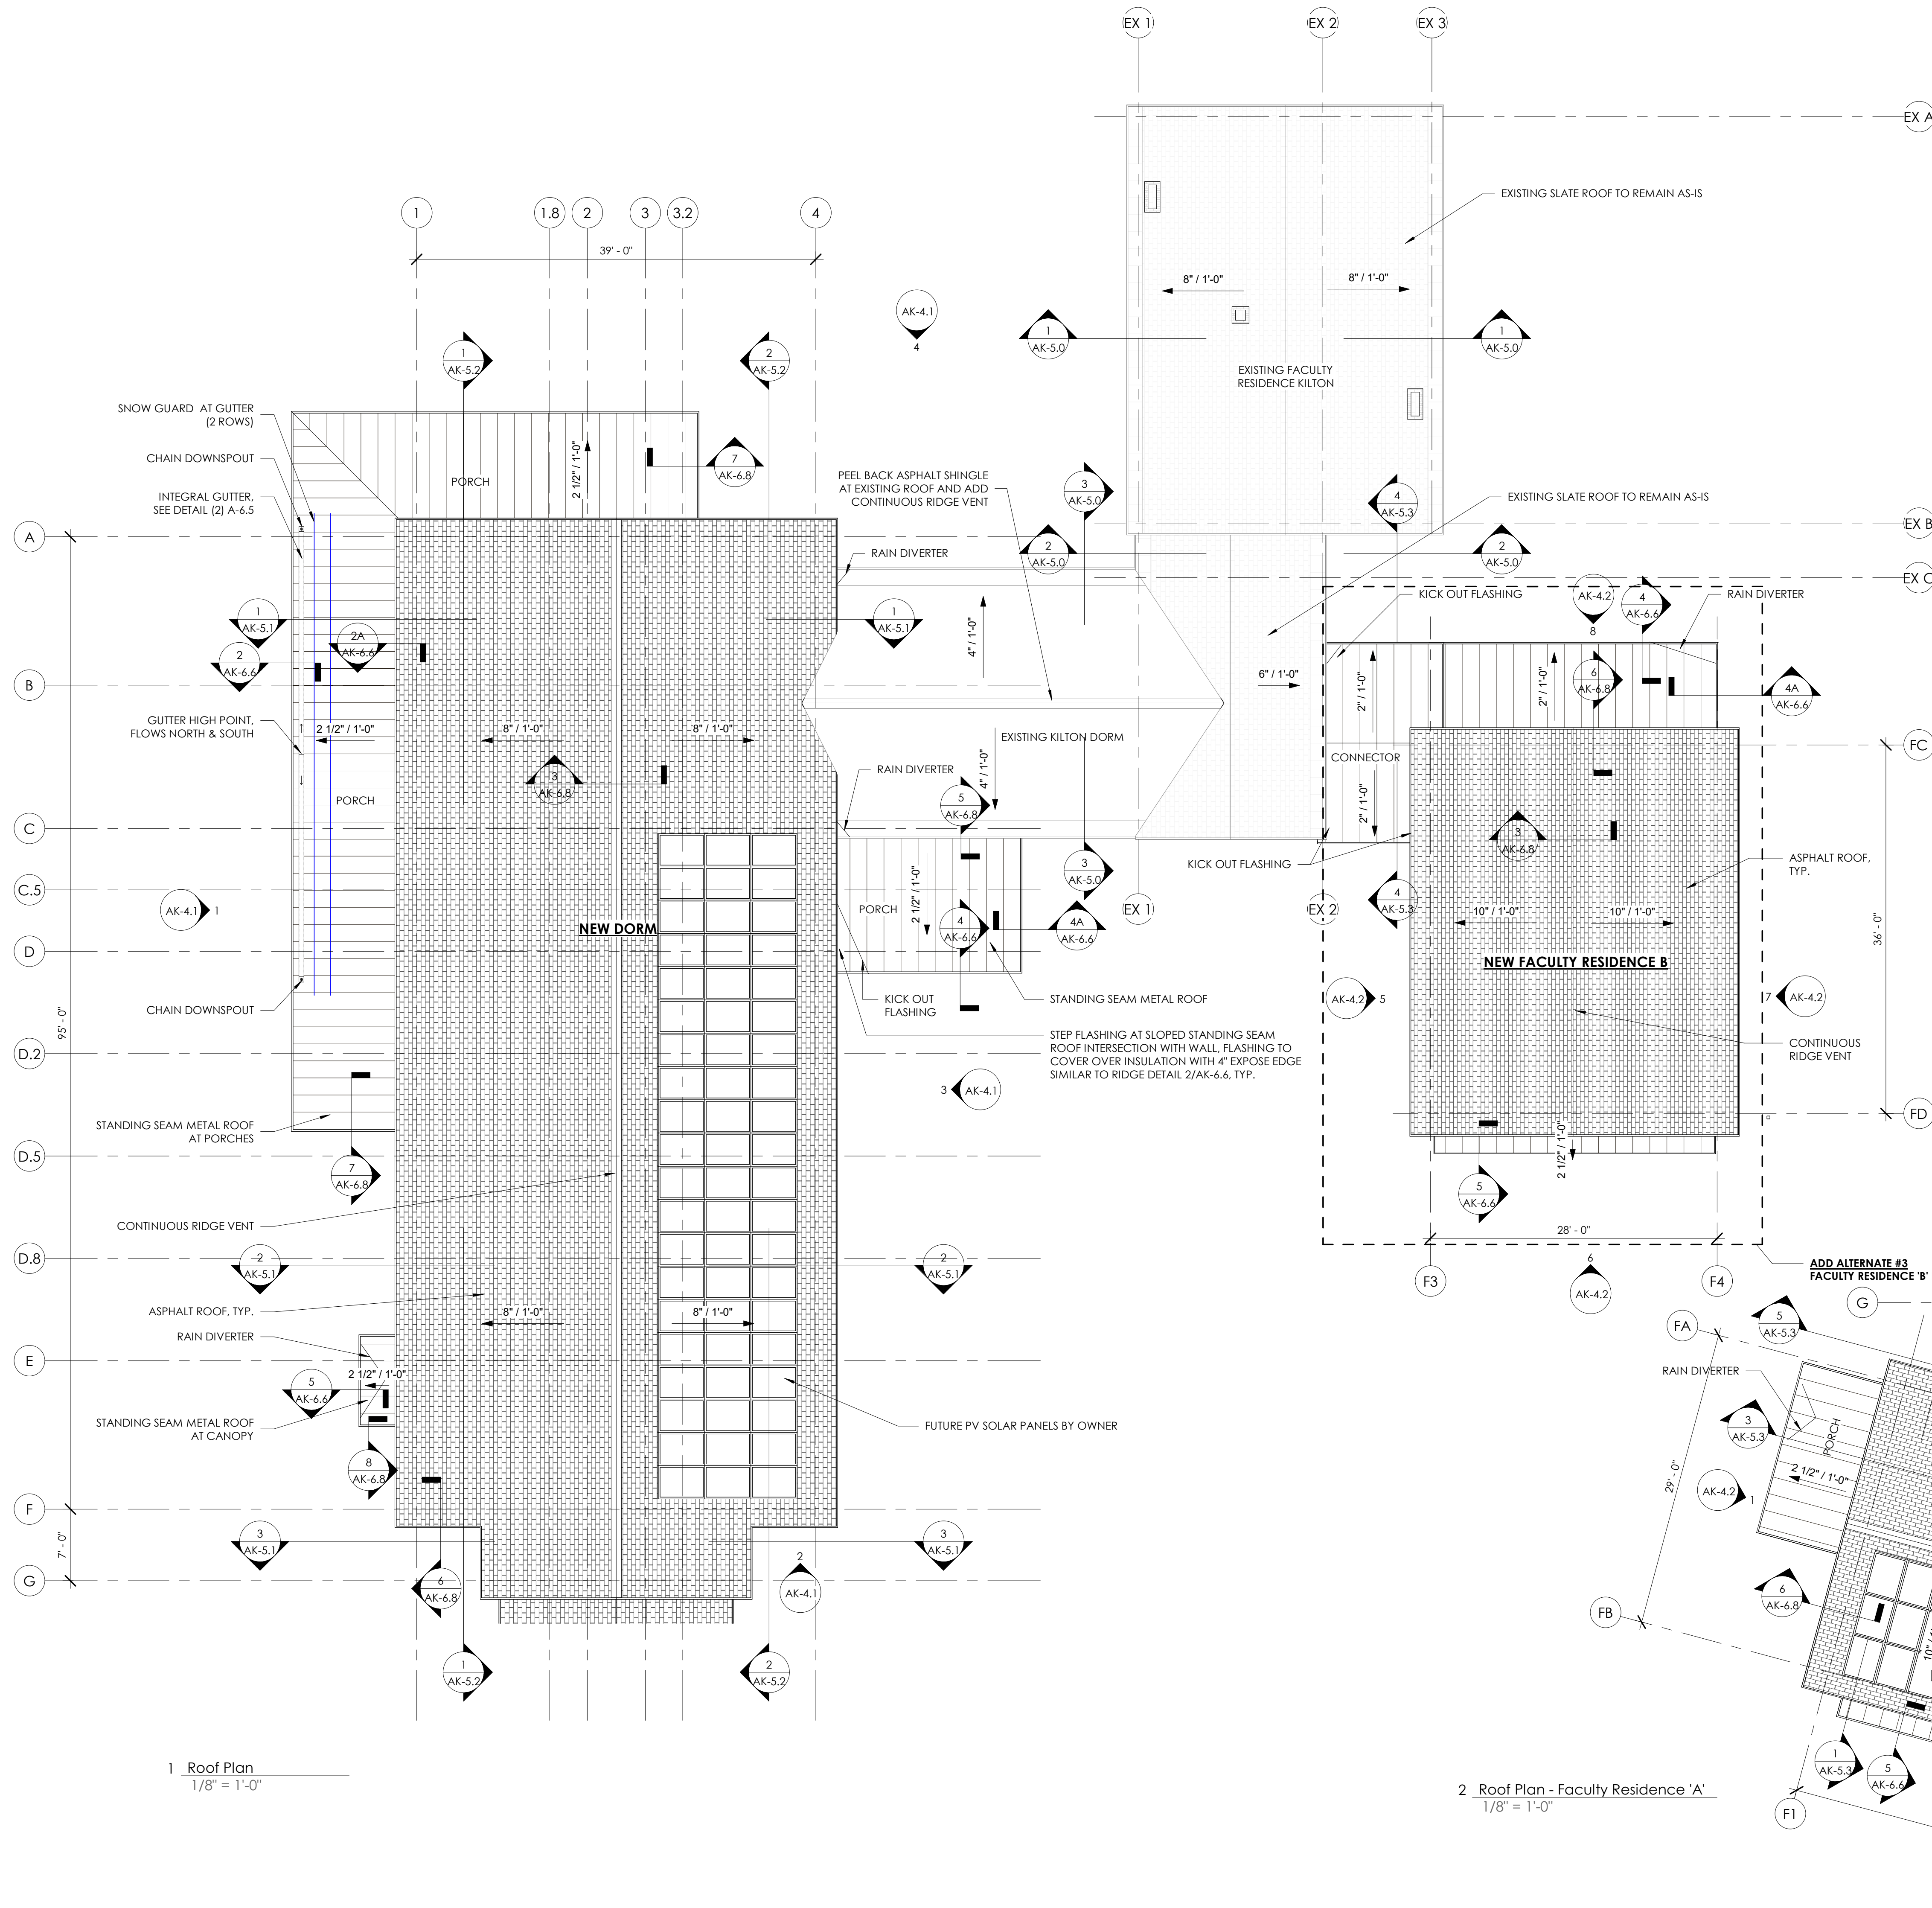 EX 1
EX 2
EX 3
EX A
EXISTING SLATE ROOF TO REMAIN AS-IS
1
1.8
2
3
3.2
4
39' - 0"
8" / 1'-0"
8" / 1'-0"
AK-4.1
4
1
AK-5.0
1
AK-5.0
1
AK-5.2
2
AK-5.2
EXISTING FACULTY
RESIDENCE KILTON
SNOW GUARD AT GUTTER
(2 ROWS)
CHAIN DOWNSPOUT
INTEGRAL GUTTER,
SEE DETAIL (2) A-6.5
PORCH
2 1/2" / 1'-0"
7
AK-6.8
PEEL BACK ASPHALT SHINGLE
AT EXISTING ROOF AND ADD
CONTINUOUS RIDGE VENT
3
AK-5.0
4
AK-5.3
EXISTING SLATE ROOF TO REMAIN AS-IS
EX B
A
RAIN DIVERTER
2
AK-5.0
2
AK-5.0
EX C
KICK OUT FLASHING
AK-4.2
8
4
AK-6.6
RAIN DIVERTER
1
AK-5.1
2A
AK-6.6
1
AK-5.1
4" / 1'-0"
2
AK-6.6
B
6" / 1'-0"
2" / 1'-0"
2" / 1'-0"
6
AK-6.8
4A
AK-6.6
GUTTER HIGH POINT,
FLOWS NORTH & SOUTH
2 1/2" / 1'-0"
8" / 1'-0"
8" / 1'-0"
EXISTING KILTON DORM
4" / 1'-0"
CONNECTOR
FC
RAIN DIVERTER
3
AK-6.8
PORCH
5
AK-6.8
2" / 1'-0"
C
3
AK-6.8
KICK OUT FLASHING
ASPHALT ROOF,
TYP.
3
AK-5.0
C.5
AK-4.1
1
PORCH
2 1/2" / 1'-0"
EX 1
EX 2
4
AK-5.3
10" / 1'-0"
10" / 1'-0"
36' - 0"
NEW DORM
4
AK-6.6
4A
AK-6.6
D
NEW FACULTY RESIDENCE B
CHAIN DOWNSPOUT
KICK OUT
FLASHING
STANDING SEAM METAL ROOF
AK-4.2
5
7
AK-4.2
95' - 0"
STEP FLASHING AT SLOPED STANDING SEAM
ROOF INTERSECTION WITH WALL, FLASHING TO
COVER OVER INSULATION WITH 4" EXPOSE EDGE
SIMILAR TO RIDGE DETAIL 2/AK-6.6, TYP.
CONTINUOUS
RIDGE VENT
D.2
3
AK-4.1
STANDING SEAM METAL ROOF
AT PORCHES
FD
D.5
7
AK-6.8
2 1/2" / 1'-0"
5
AK-6.6
CONTINUOUS RIDGE VENT
28' - 0"
D.8
2
AK-5.1
2
AK-5.1
F3
6
AK-4.2
F4
ADD ALTERNATE #3
FACULTY RESIDENCE 'B'
ASPHALT ROOF, TYP.
8" / 1'-0"
8" / 1'-0"
G
RAIN DIVERTER
FA
5
AK-5.3
E
2 1/2" / 1'-0"
RAIN DIVERTER
5
AK-6.6
STANDING SEAM METAL ROOF
AT CANOPY
FUTURE PV SOLAR PANELS BY OWNER
3
AK-5.3
PORCH
2 1/2" / 1'-0"
29' - 0"
8
AK-6.8
AK-4.2
1
F
3
AK-5.1
3
AK-5.1
7' - 0"
G
6
AK-6.8
2
AK-4.1
6
AK-6.8
FB
1
AK-5.2
2
AK-5.2
1
AK-5.3
5
AK-6.6
F1
1 Roof Plan
1/8" = 1'-0"
2 Roof Plan - Faculty Residence 'A'
1/8" = 1'-0"